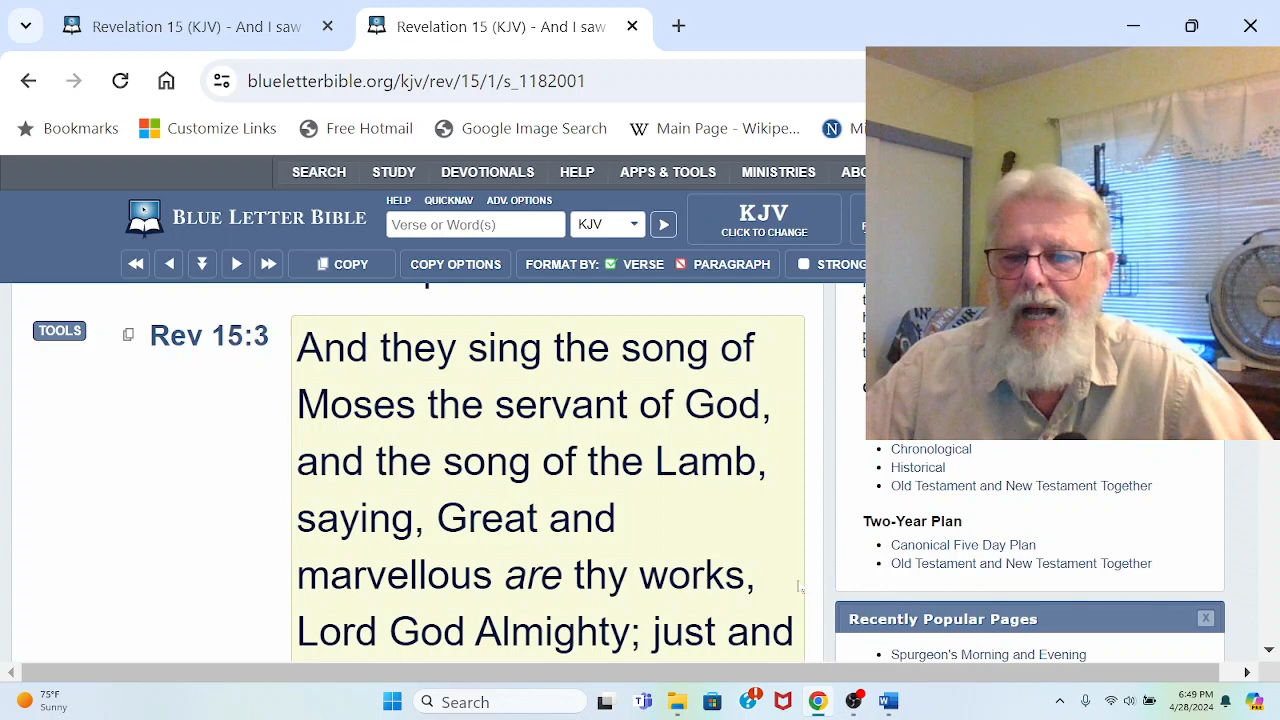 Revelation 15 (KJV) - And I saw
Revelation 15 (KJV) - And I saw
blueletterbible.org/kjv/rev/15/1/s_1182001
Bookmarks
Customize Links
Free Hotmail
Google Image Search
W Main Page - Wikipe...
N
SEARCH
STUDY
DEVOTIONALS
HELP
APPS & TOOLS
MINISTRIES
BLUE LETTER BIBLE
HELP
QUICKNAV
ADV. OPTIONS
Verse or Word(s)
KJV
KJV
CLICK TO CHANGE
COPY
COPY OPTIONS
FORMAT BY:
VERSE
PARAGRAPH
TOOLS
Rev 15:3
And they sing the song of
Moses the servant of God,
and the song of the Lamb,
saying, Great and
marvellous are thy works,
Lord God Almighty; just and
Chronological
Historical
Old Testament and New Testament Together
Two-Year Plan
Canonical Five Day Plan
Old Testament and New Testament Together
Recently Popular Pages
X
Spurgeon's Morning and Evening
75°F
Sunny
Search
6:49 PM
4/28/2024